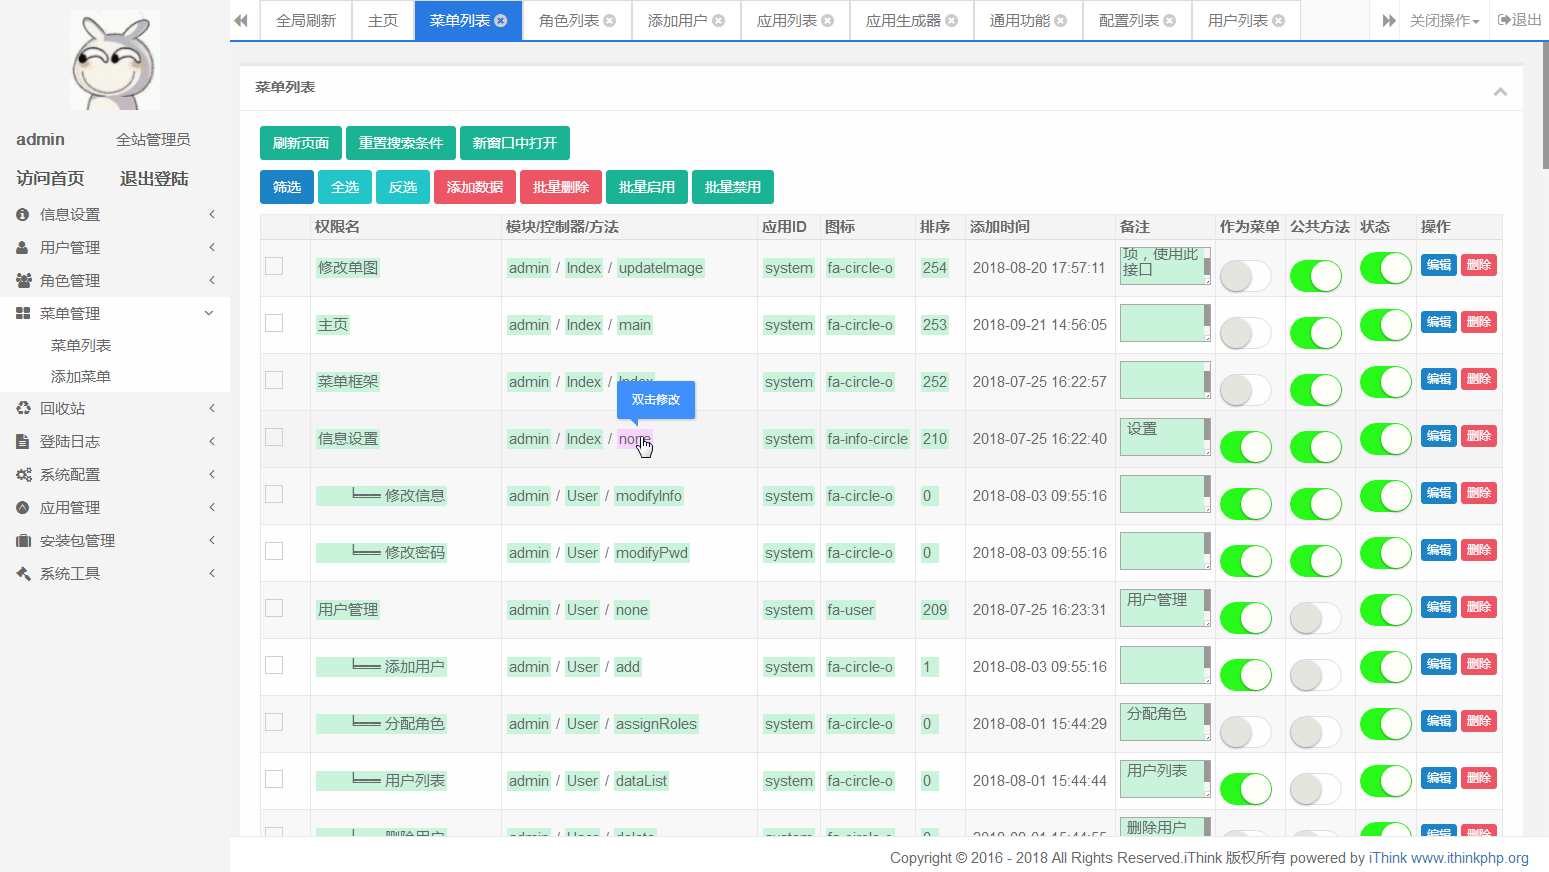 全局刷新 主页 菜单列表 角色列表 添加用户 应用列表 应用生成器 通用功能 配置列表 用户列表 关闭操作 退出
admin 全站管理员
访问首页 退出登陆
信息设置
用户管理
角色管理
菜单管理
菜单列表
添加菜单
回收站
登陆日志
系统配置
应用管理
安装包管理
系统工具
菜单列表
刷新页面 重置搜索条件 新窗口中打开
筛选 全选 反选 添加数据 批量删除 批量启用 批量禁用
权限名 模块/控制器/方法 应用ID 图标 排序 添加时间 备注 作为菜单 公共方法 状态 操作
修改单图 admin / Index / updateImage system fa-circle-o 254 2018-08-20 17:57:11 项，使用此接口 编辑 删除
主页 admin / Index / main system fa-circle-o 253 2018-09-21 14:56:05 编辑 删除
菜单框架 admin / Index / Index system fa-circle-o 252 2018-07-25 16:22:57 编辑 删除
双击修改
信息设置 admin / Index / none system fa-info-circle 210 2018-07-25 16:22:40 设置 编辑 删除
╘══ 修改信息 admin / User / modifyInfo system fa-circle-o 0 2018-08-03 09:55:16 编辑 删除
╘══ 修改密码 admin / User / modifyPwd system fa-circle-o 0 2018-08-03 09:55:16 编辑 删除
用户管理 admin / User / none system fa-user 209 2018-07-25 16:23:31 用户管理 编辑 删除
╘══ 添加用户 admin / User / add system fa-circle-o 1 2018-08-03 09:55:16 编辑 删除
╘══ 分配角色 admin / User / assignRoles system fa-circle-o 0 2018-08-01 15:44:29 分配角色 编辑 删除
╘══ 用户列表 admin / User / dataList system fa-circle-o 0 2018-08-01 15:44:44 用户列表 编辑 删除
╘══ 删除用户 admin / User / delete system fa-circle-o 0 2018-08-01 15:44:55 删除用户 编辑 删除
Copyright © 2016 - 2018 All Rights Reserved.iThink 版权所有 powered by iThink www.ithinkphp.org